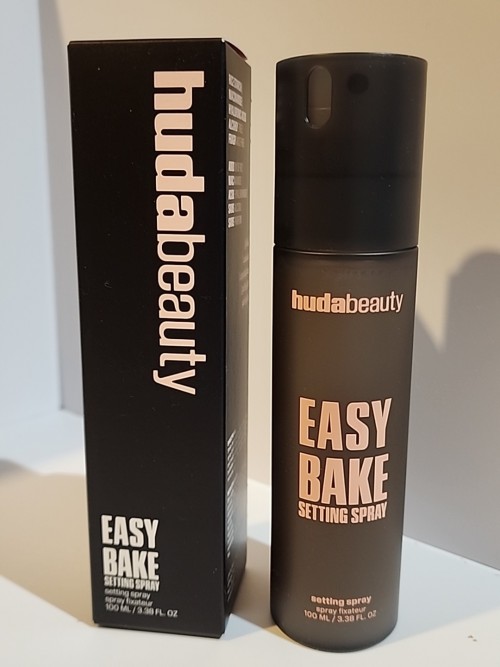 hudabeauty
EASY
BAKE
SETTING SPRAY
setting spray
spray fixateur
100 ML / 3.38 FL. OZ
hudabeauty
EASY
BAKE
SETTING SPRAY
setting spray
spray fixateur
100 ML / 3.38 FL. OZ